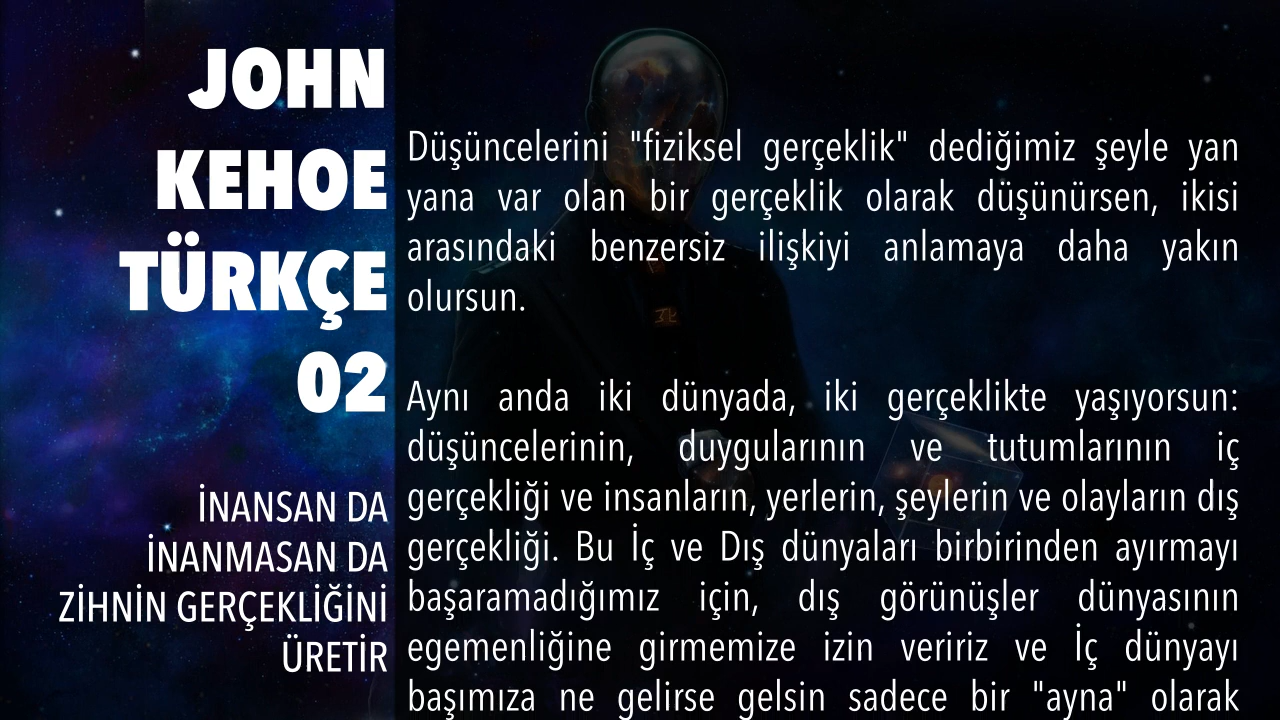 JOHN
KEHOE
TÜRKÇE
02
İNANSAN DA
İNANMASAN DA
ZİHNİN GERÇEKLİĞİNİ
ÜRETİR
Düşüncelerini "fiziksel gerçeklik" dediğimiz şeyle yan
yana var olan bir gerçeklik olarak düşünürsen, ikisi
arasındaki benzersiz ilişkiyi anlamaya daha yakın
olursun.
Aynı anda iki dünyada, iki gerçeklikte yaşıyorsun:
düşüncelerinin, duygularının ve tutumlarının iç
gerçekliği ve insanların, yerlerin, şeylerin ve olayların dış
gerçekliği. Bu İç ve Dış dünyaları birbirinden ayırmayı
başaramadığımız için, dış görünüşler dünyasının
egemenliğine girmemize izin veririz ve İç dünyayı
başımıza ne gelirse gelsin sadece bir "ayna" olarak